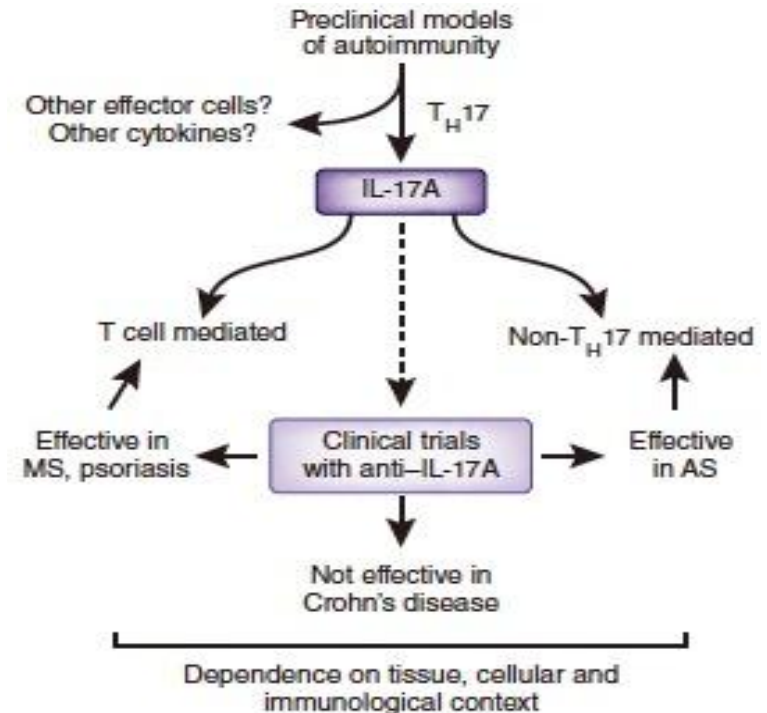 Preclinical models
of autoimmunity
Other effector cells?
Other cytokines?
TH17
IL-17A
T cell mediated
Non-TH17 mediated
Effective in
MS, psoriasis
Clinical trials
with anti–IL-17A
Effective
in AS
Not effective in
Crohn's disease
Dependence on tissue, cellular and
immunological context